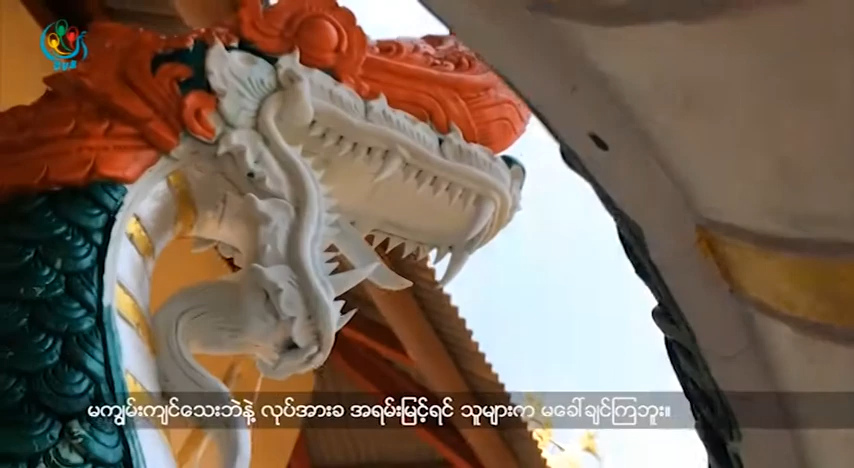 မကျွမ်းကျင်သေးဘဲနဲ့ လုပ်အားခ အရမ်းမြင့်ရင် သူများက မခေါ်ချင်ကြဘူး။